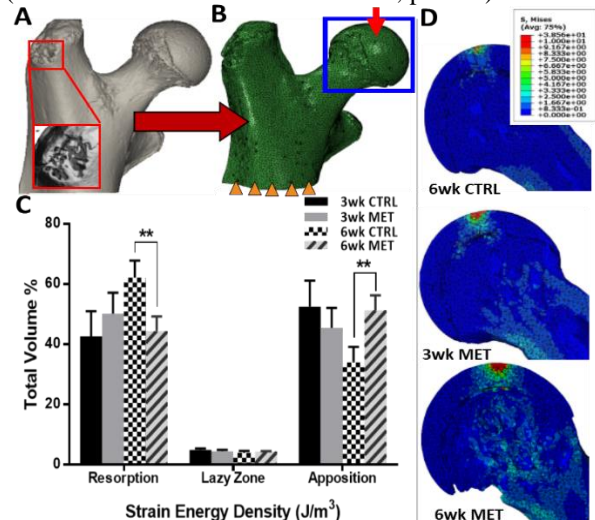 A
B
D
S, Mises
(Avg: 75%)
+3.856e+01
+1.000e+01
+9.167e+00
+8.333e+00
+7.500e+00
+6.667e+00
+5.833e+00
+5.000e+00
+4.167e+00
+3.333e+00
+2.500e+00
+1.667e+00
+8.333e-01
+0.000e+00
6wk CTRL
3wk MET
6wk MET
C
3wk CTRL
3wk MET
6wk CTRL
6wk MET
**
**
80
60
40
20
0
Total Volume %
Resorption
Lazy Zone
Apposition
Strain Energy Density (J/m³)